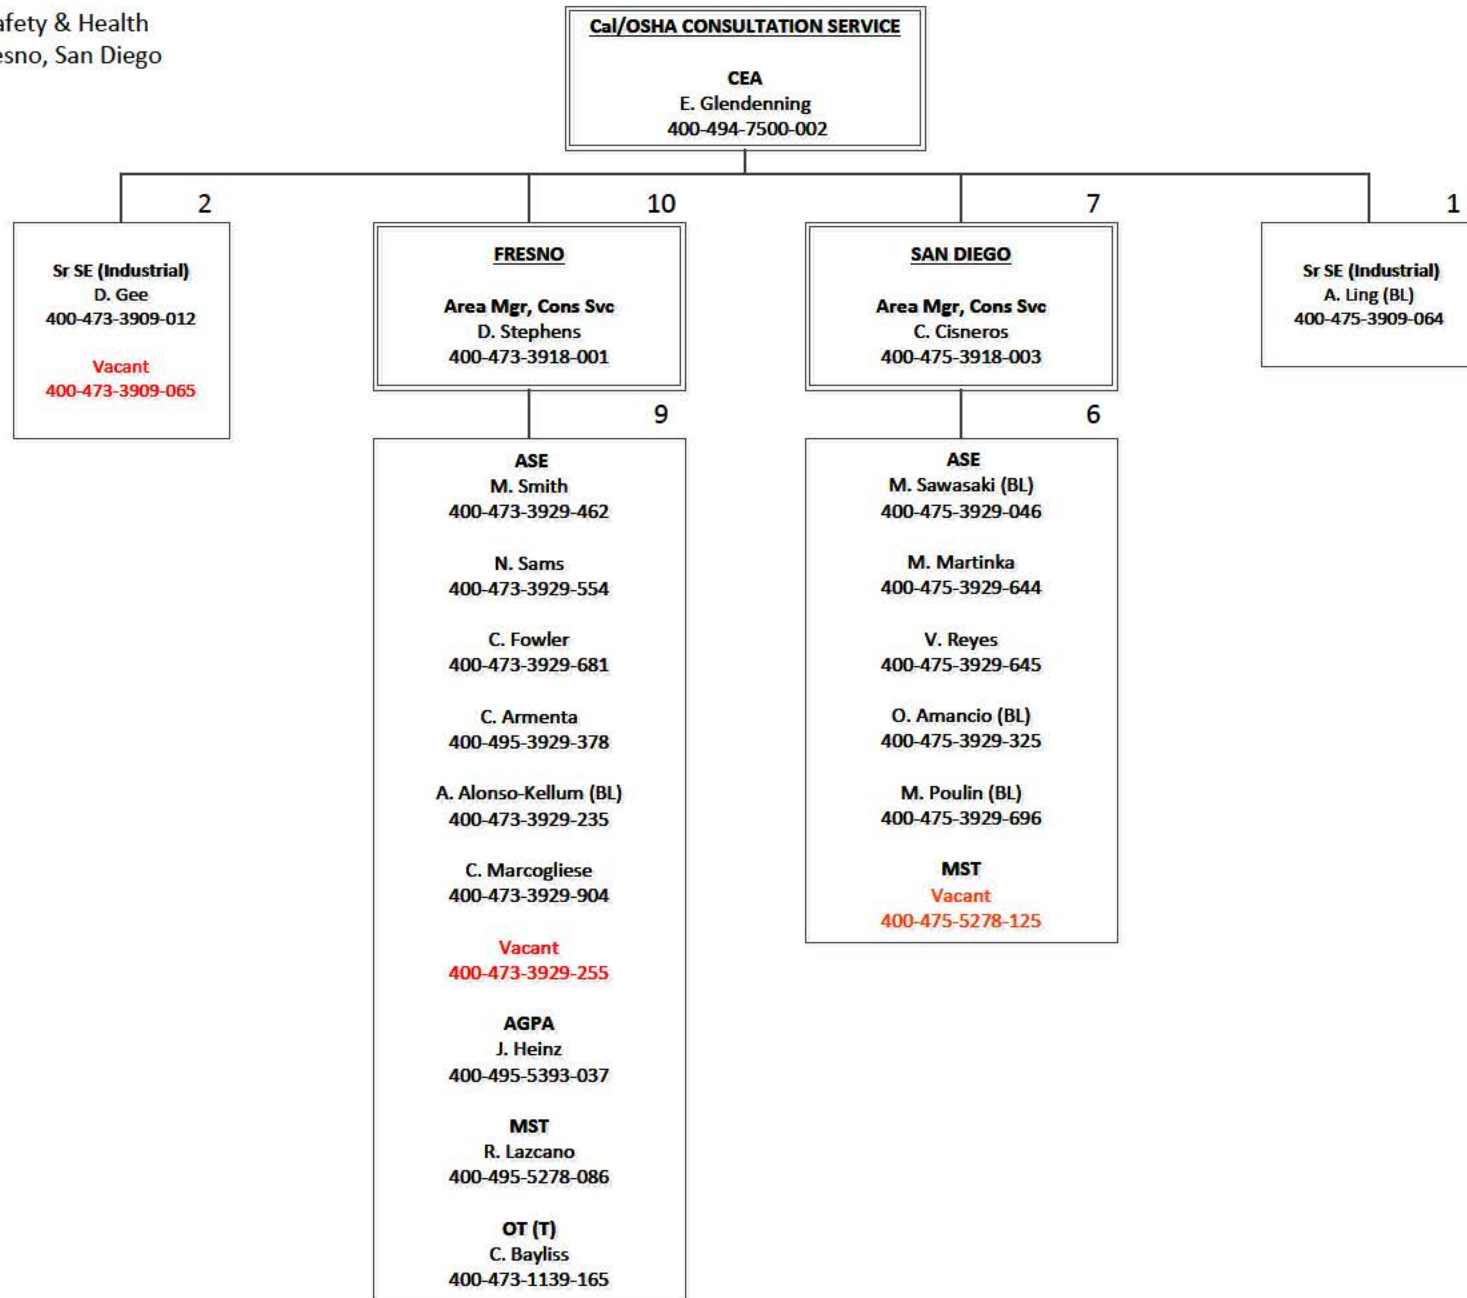 afety & Health
esno, San Diego
Cal/OSHA CONSULTATION SERVICE
CEA
E. Glendenning
400-494-7500-002
2
Sr SE (Industrial)
D. Gee
400-473-3909-012
Vacant
400-473-3909-065
10
FRESNO
Area Mgr, Cons Svc
D. Stephens
400-473-3918-001
9
ASE
M. Smith
400-473-3929-462
N. Sams
400-473-3929-554
C. Fowler
400-473-3929-681
C. Armenta
400-495-3929-378
A. Alonso-Kellum (BL)
400-473-3929-235
C. Marcogliese
400-473-3929-904
Vacant
400-473-3929-255
AGPA
J. Heinz
400-495-5393-037
MST
R. Lazcano
400-495-5278-086
OT (T)
C. Bayliss
400-473-1139-165
7
SAN DIEGO
Area Mgr, Cons Svc
C. Cisneros
400-475-3918-003
6
ASE
M. Sawasaki (BL)
400-475-3929-046
M. Martinka
400-475-3929-644
V. Reyes
400-475-3929-645
O. Amancio (BL)
400-475-3929-325
M. Poulin (BL)
400-475-3929-696
MST
Vacant
400-475-5278-125
1
Sr SE (Industrial)
A. Ling (BL)
400-475-3909-064